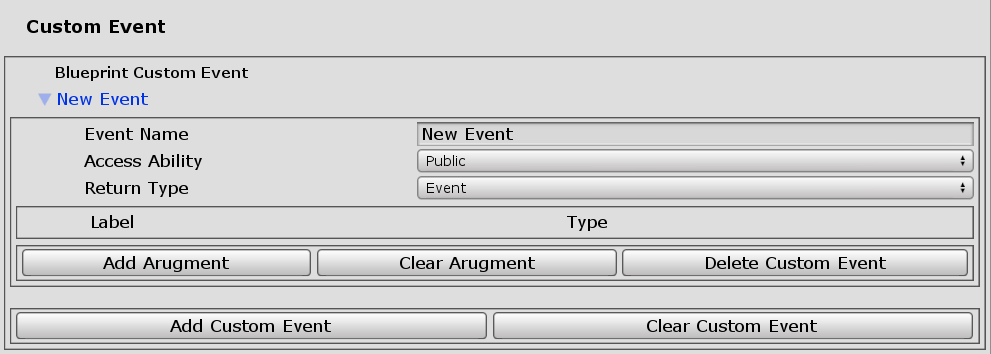 Custom Event
Blueprint Custom Event
New Event
Event Name New Event
Access Ability Public
Return Type Event
Label Type
Add Arugment Clear Arugment Delete Custom Event
Add Custom Event Clear Custom Event